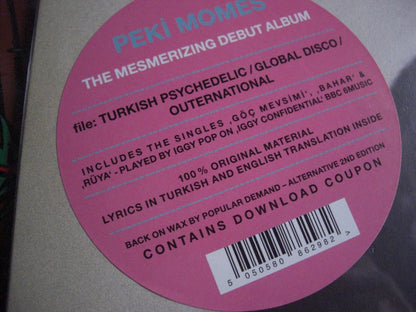 PEKİ MOMES
THE MESMERIZING DEBUT ALBUM
file: TURKISH PSYCHEDELIC / GLOBAL DISCO /
OUTERNATIONAL
INCLUDES THE SINGLES ‚GÖÇ MEVSİMİ‘, ‚BAHAR‘ &
‚RÜYA‘ - PLAYED BY IGGY POP ON ‚IGGY CONFIDENTIAL‘ BBC 6MUSIC
100% ORIGINAL MATERIAL
LYRICS IN TURKISH AND ENGLISH TRANSLATION INSIDE
BACK ON WAX BY POPULAR DEMAND – ALTERNATIVE 2ND EDITION
CONTAINS DOWNLOAD COUPON
5 050580 862982 >